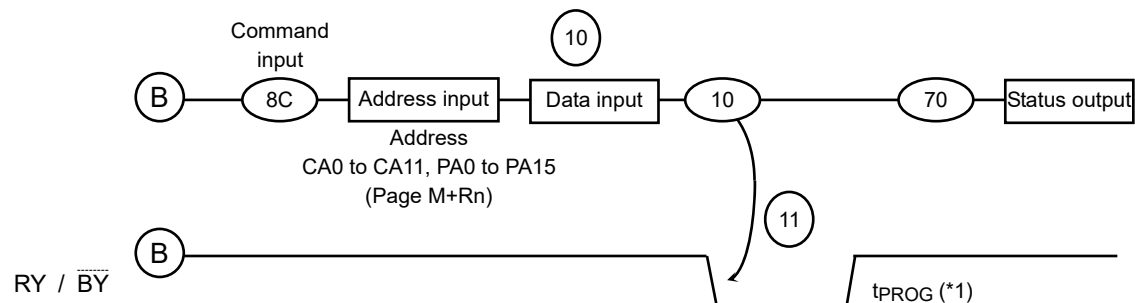 10
Command
input
B 8C Address input Data input 10 70 Status output
Address
CA0 to CA11, PA0 to PA15
(Page M+Rn)
11
B
RY / BY
tPROG (*1)